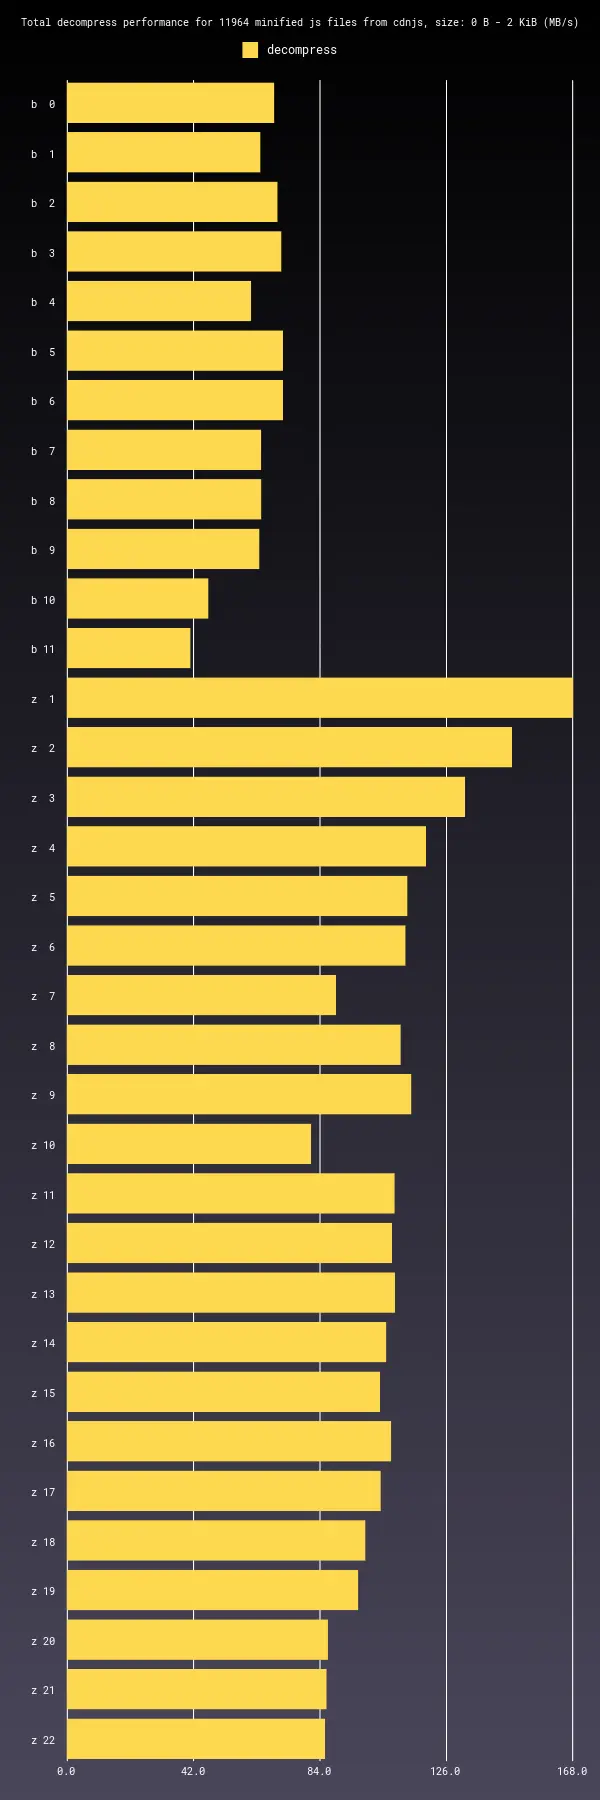 Total decompress performance for 11964 minified js files from cdnjs, size: 0 B - 2 KiB (MB/s)
decompress
b 0
b 1
b 2
b 3
b 4
b 5
b 6
b 7
b 8
b 9
b 10
b 11
z 1
z 2
z 3
z 4
z 5
z 6
z 7
z 8
z 9
z 10
z 11
z 12
z 13
z 14
z 15
z 16
z 17
z 18
z 19
z 20
z 21
z 22
0.0 42.0 84.0 126.0 168.0